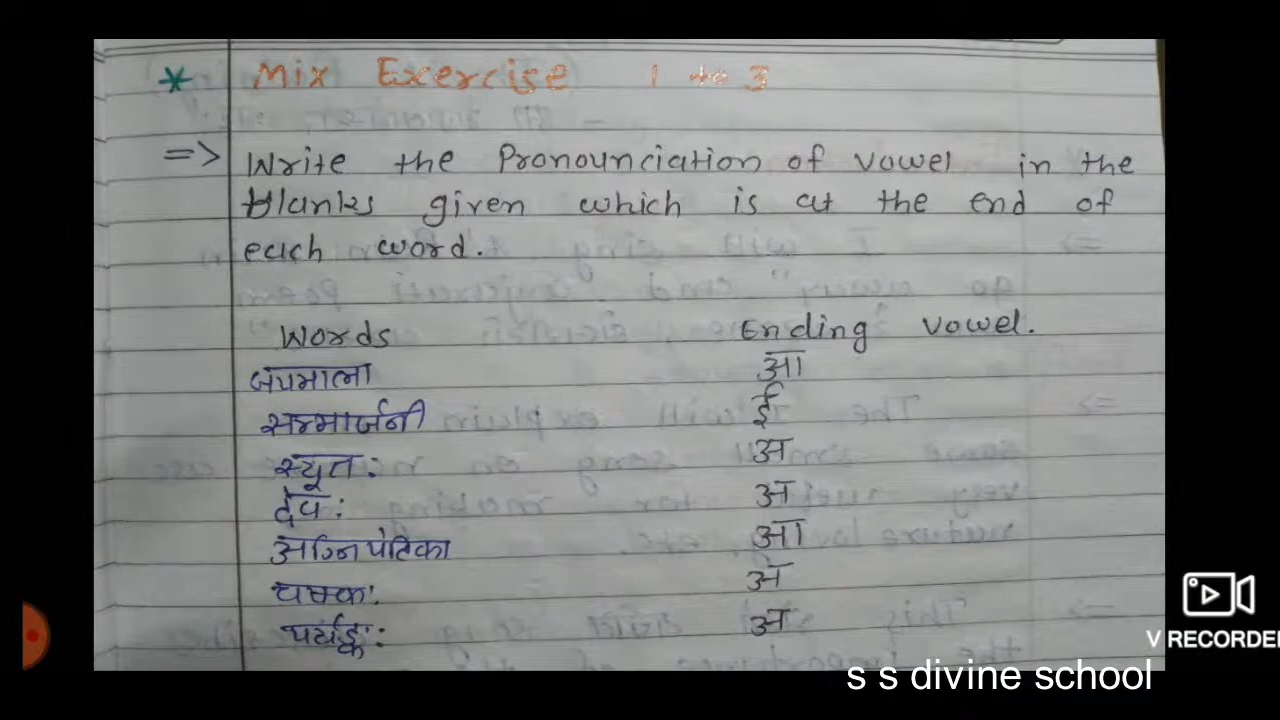 * Mix Exercise 1 to 3
=> Write the Pronounciation of vowel in the
blanks given which is at the end of
each word.
Words Ending vowel.
जपमाला आ
सम्मार्जनी ई
स्यूतः अ
देवः अ
अग्निपेटिका आ
चमकः अ
पर्यङ्कः अ
V RECORDER
s s divine school